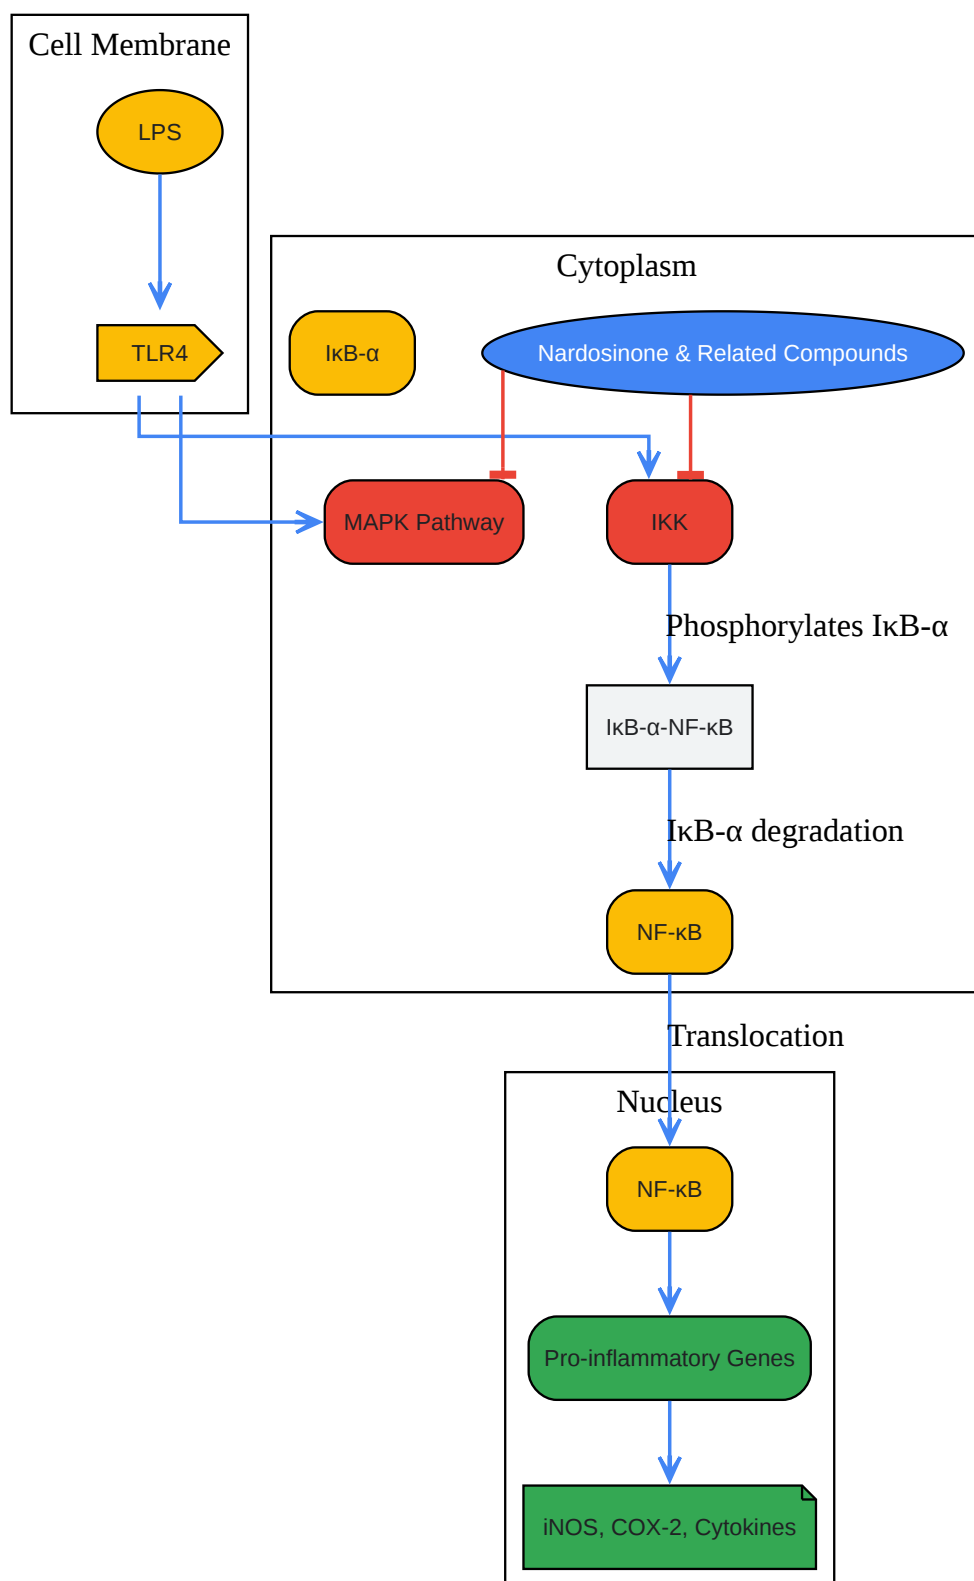 Cell Membrane
LPS
TLR4
Cytoplasm
IκB-α
Nardosinone & Related Compounds
MAPK Pathway
IKK
Phosphorylates IκB-α
IκB-α-NF-κB
IκB-α degradation
NF-κB
Translocation
Nucleus
NF-κB
Pro-inflammatory Genes
iNOS, COX-2, Cytokines